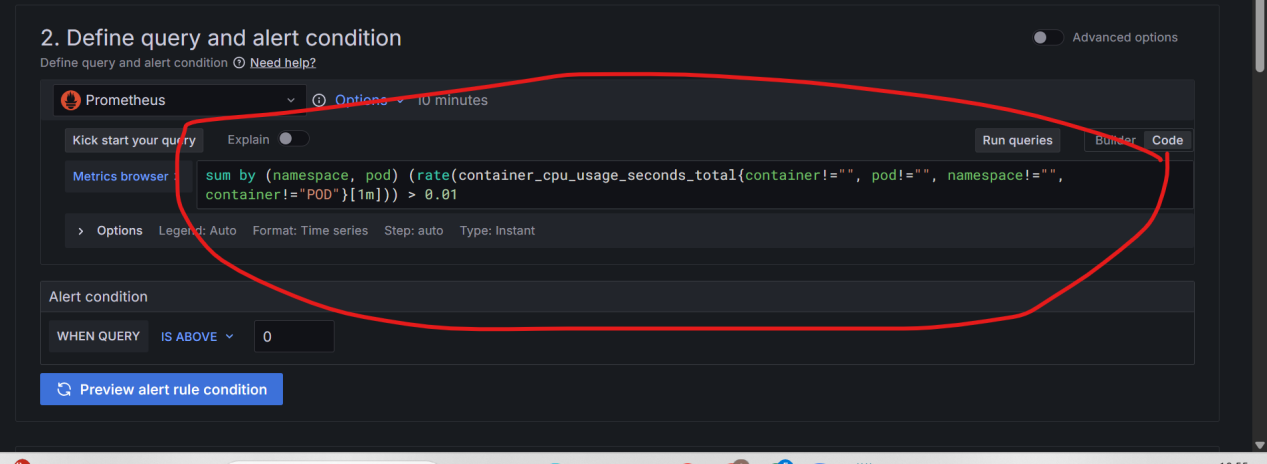 2. Define query and alert condition
Advanced options
Define query and alert condition Need help?
Prometheus
Options
10 minutes
Kick start your query
Explain
Run queries
Builder
Code
Metrics browser
sum by (namespace, pod) (rate(container_cpu_usage_seconds_total{container!="", pod!="", namespace!="",
container!="POD"}[1m])) > 0.01
Options Legend: Auto Format: Time series Step: auto Type: Instant
Alert condition
WHEN QUERY IS ABOVE 0
Preview alert rule condition